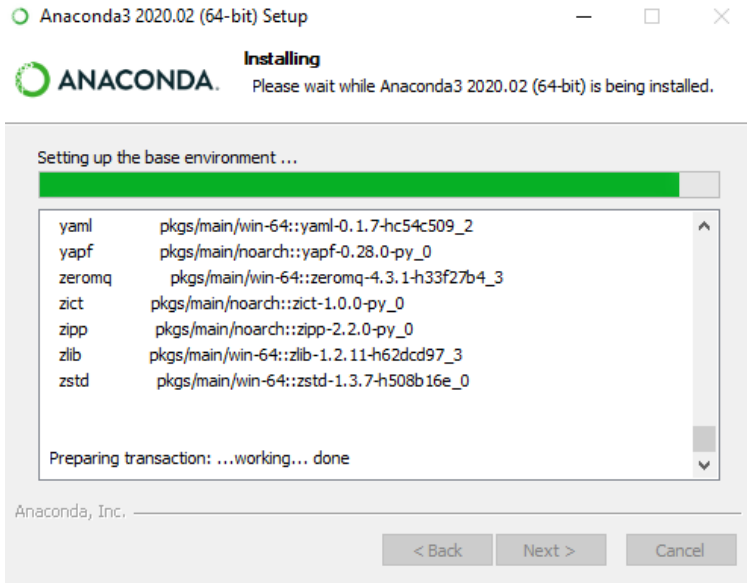 Anaconda3 2020.02 (64-bit) Setup
ANACONDA.
Installing
Please wait while Anaconda3 2020.02 (64-bit) is being installed.
Setting up the base environment ...
yaml pkgs/main/win-64::yaml-0.1.7-hc54c509_2
yapf pkgs/main/noarch::yapf-0.28.0-py_0
zeromq pkgs/main/win-64::zeromq-4.3.1-h33f27b4_3
zict pkgs/main/noarch::zict-1.0.0-py_0
zipp pkgs/main/noarch::zipp-2.2.0-py_0
zlib pkgs/main/win-64::zlib-1.2.11-h62dcd97_3
zstd pkgs/main/win-64::zstd-1.3.7-h508b16e_0
Preparing transaction: ...working... done
Anaconda, Inc.
< Back Next > Cancel